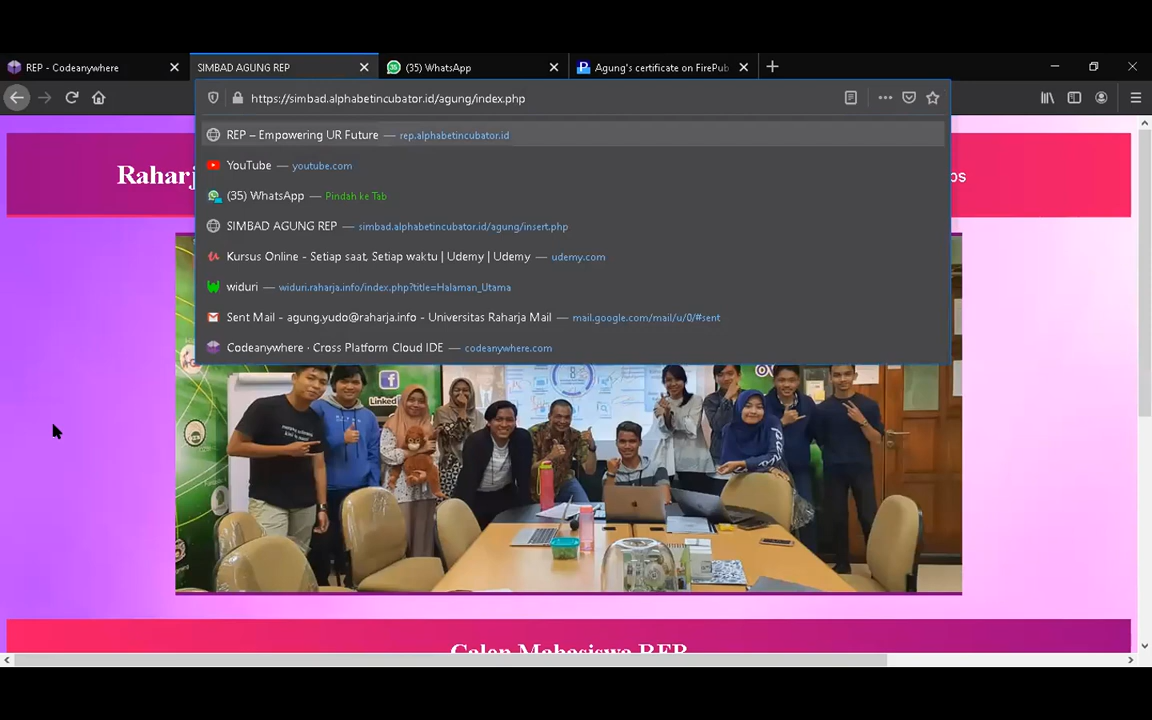 REP - Codeanywhere
SIMBAD AGUNG REP
(35) WhatsApp
Agung's certificate on FirePub
https://simbad.alphabetincubator.id/agung/index.php
REP – Empowering UR Future — rep.alphabetincubator.id
YouTube — youtube.com
(35) WhatsApp — Pindah ke Tab
SIMBAD AGUNG REP — simbad.alphabetincubator.id/agung/insert.php
Kursus Online - Setiap saat, Setiap waktu | Udemy | Udemy — udemy.com
widuri — widuri.raharja.info/index.php?title=Halaman_Utama
Sent Mail - agung.yudo@raharja.info - Universitas Raharja Mail — mail.google.com/mail/u/0/#sent
Codeanywhere · Cross Platform Cloud IDE — codeanywhere.com
Linked
Calon Mahasiswa RER